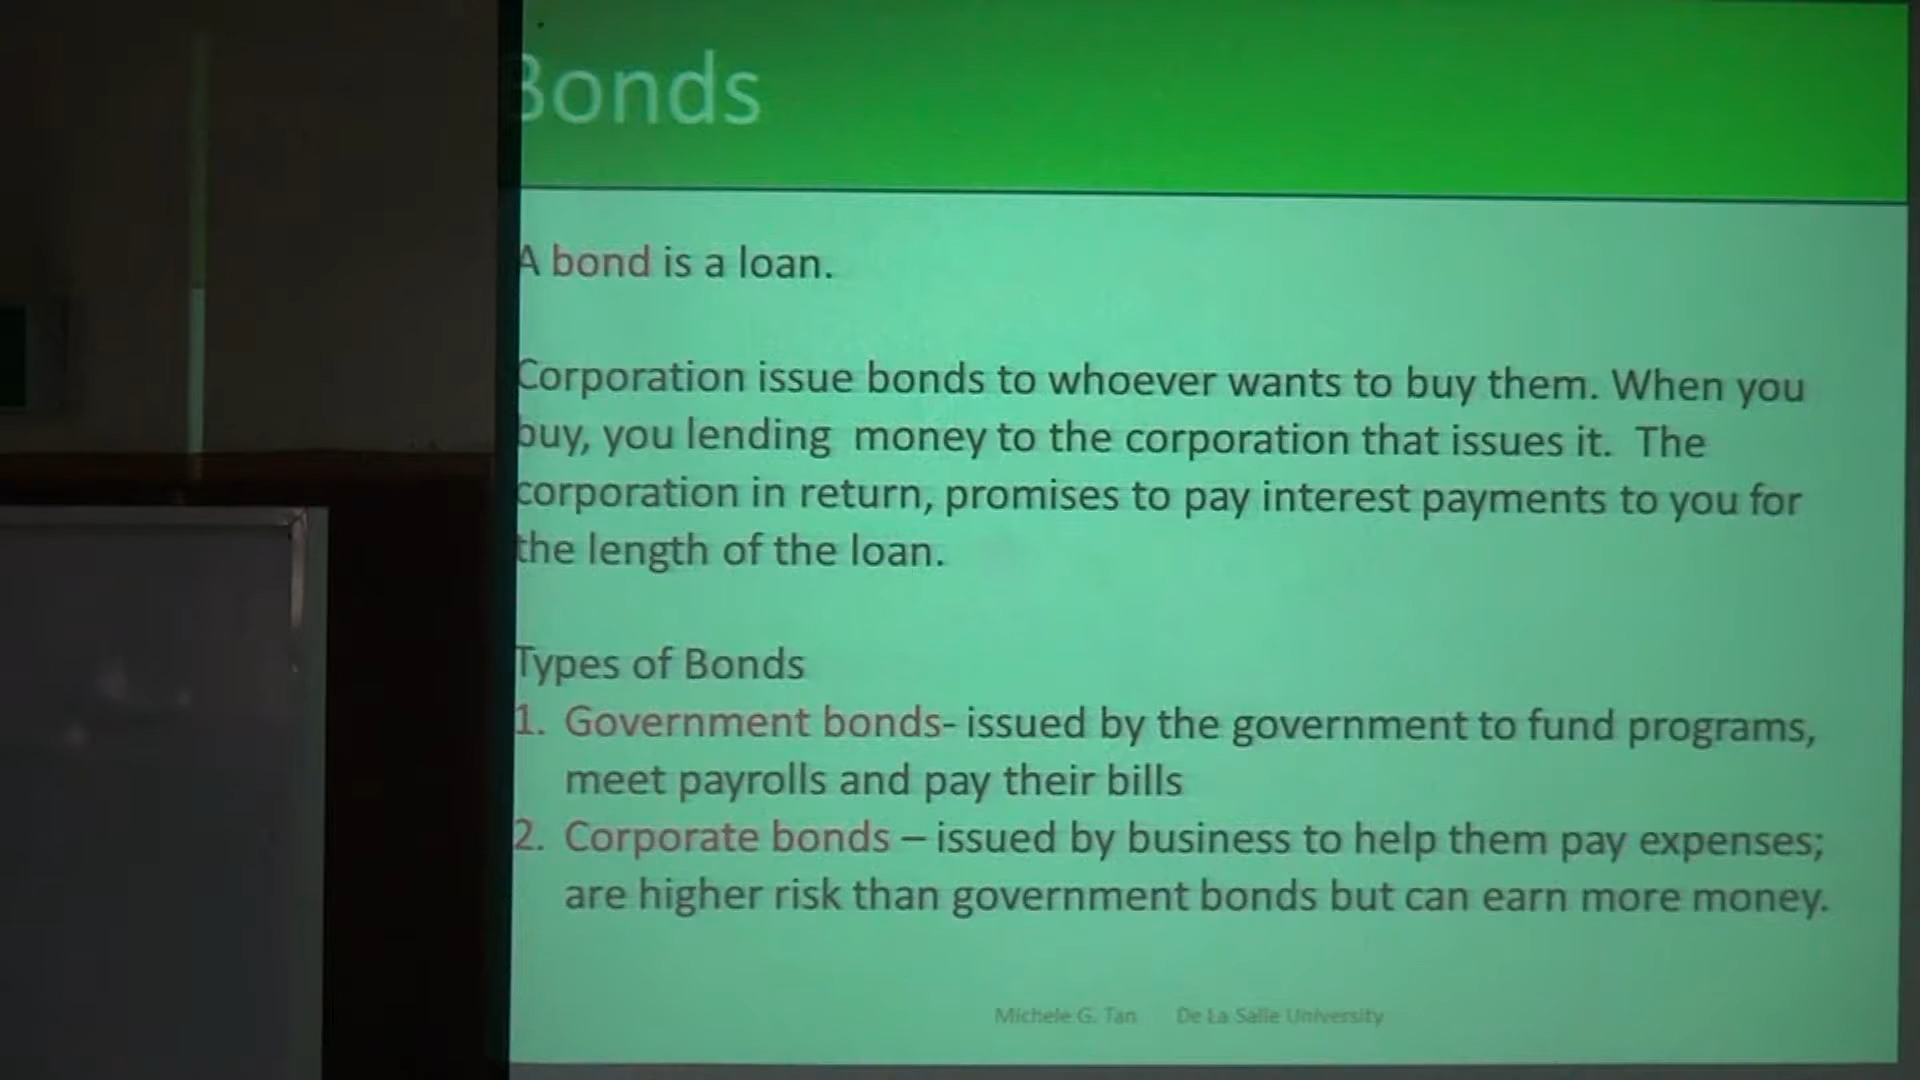 Bonds
A bond is a loan.
Corporation issue bonds to whoever wants to buy them. When you
buy, you lending money to the corporation that issues it. The
corporation in return, promises to pay interest payments to you for
the length of the loan.
Types of Bonds
1. Government bonds- issued by the government to fund programs,
meet payrolls and pay their bills
2. Corporate bonds – issued by business to help them pay expenses;
are higher risk than government bonds but can earn more money.
Michele G. Tan De La Salle University